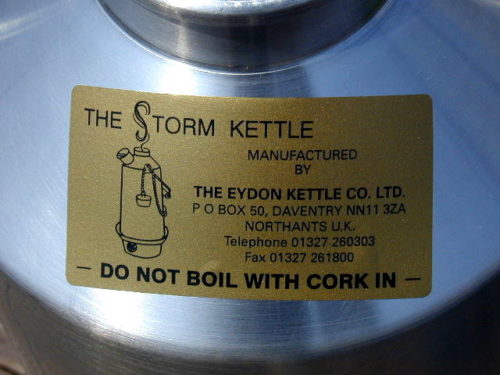 THE STORM KETTLE
MANUFACTURED
BY
THE EYDON KETTLE CO. LTD.
P O BOX 50, DAVENTRY NN11 3ZA
NORTHANTS U.K.
Telephone 01327 260303
Fax 01327 261800
– DO NOT BOIL WITH CORK IN –